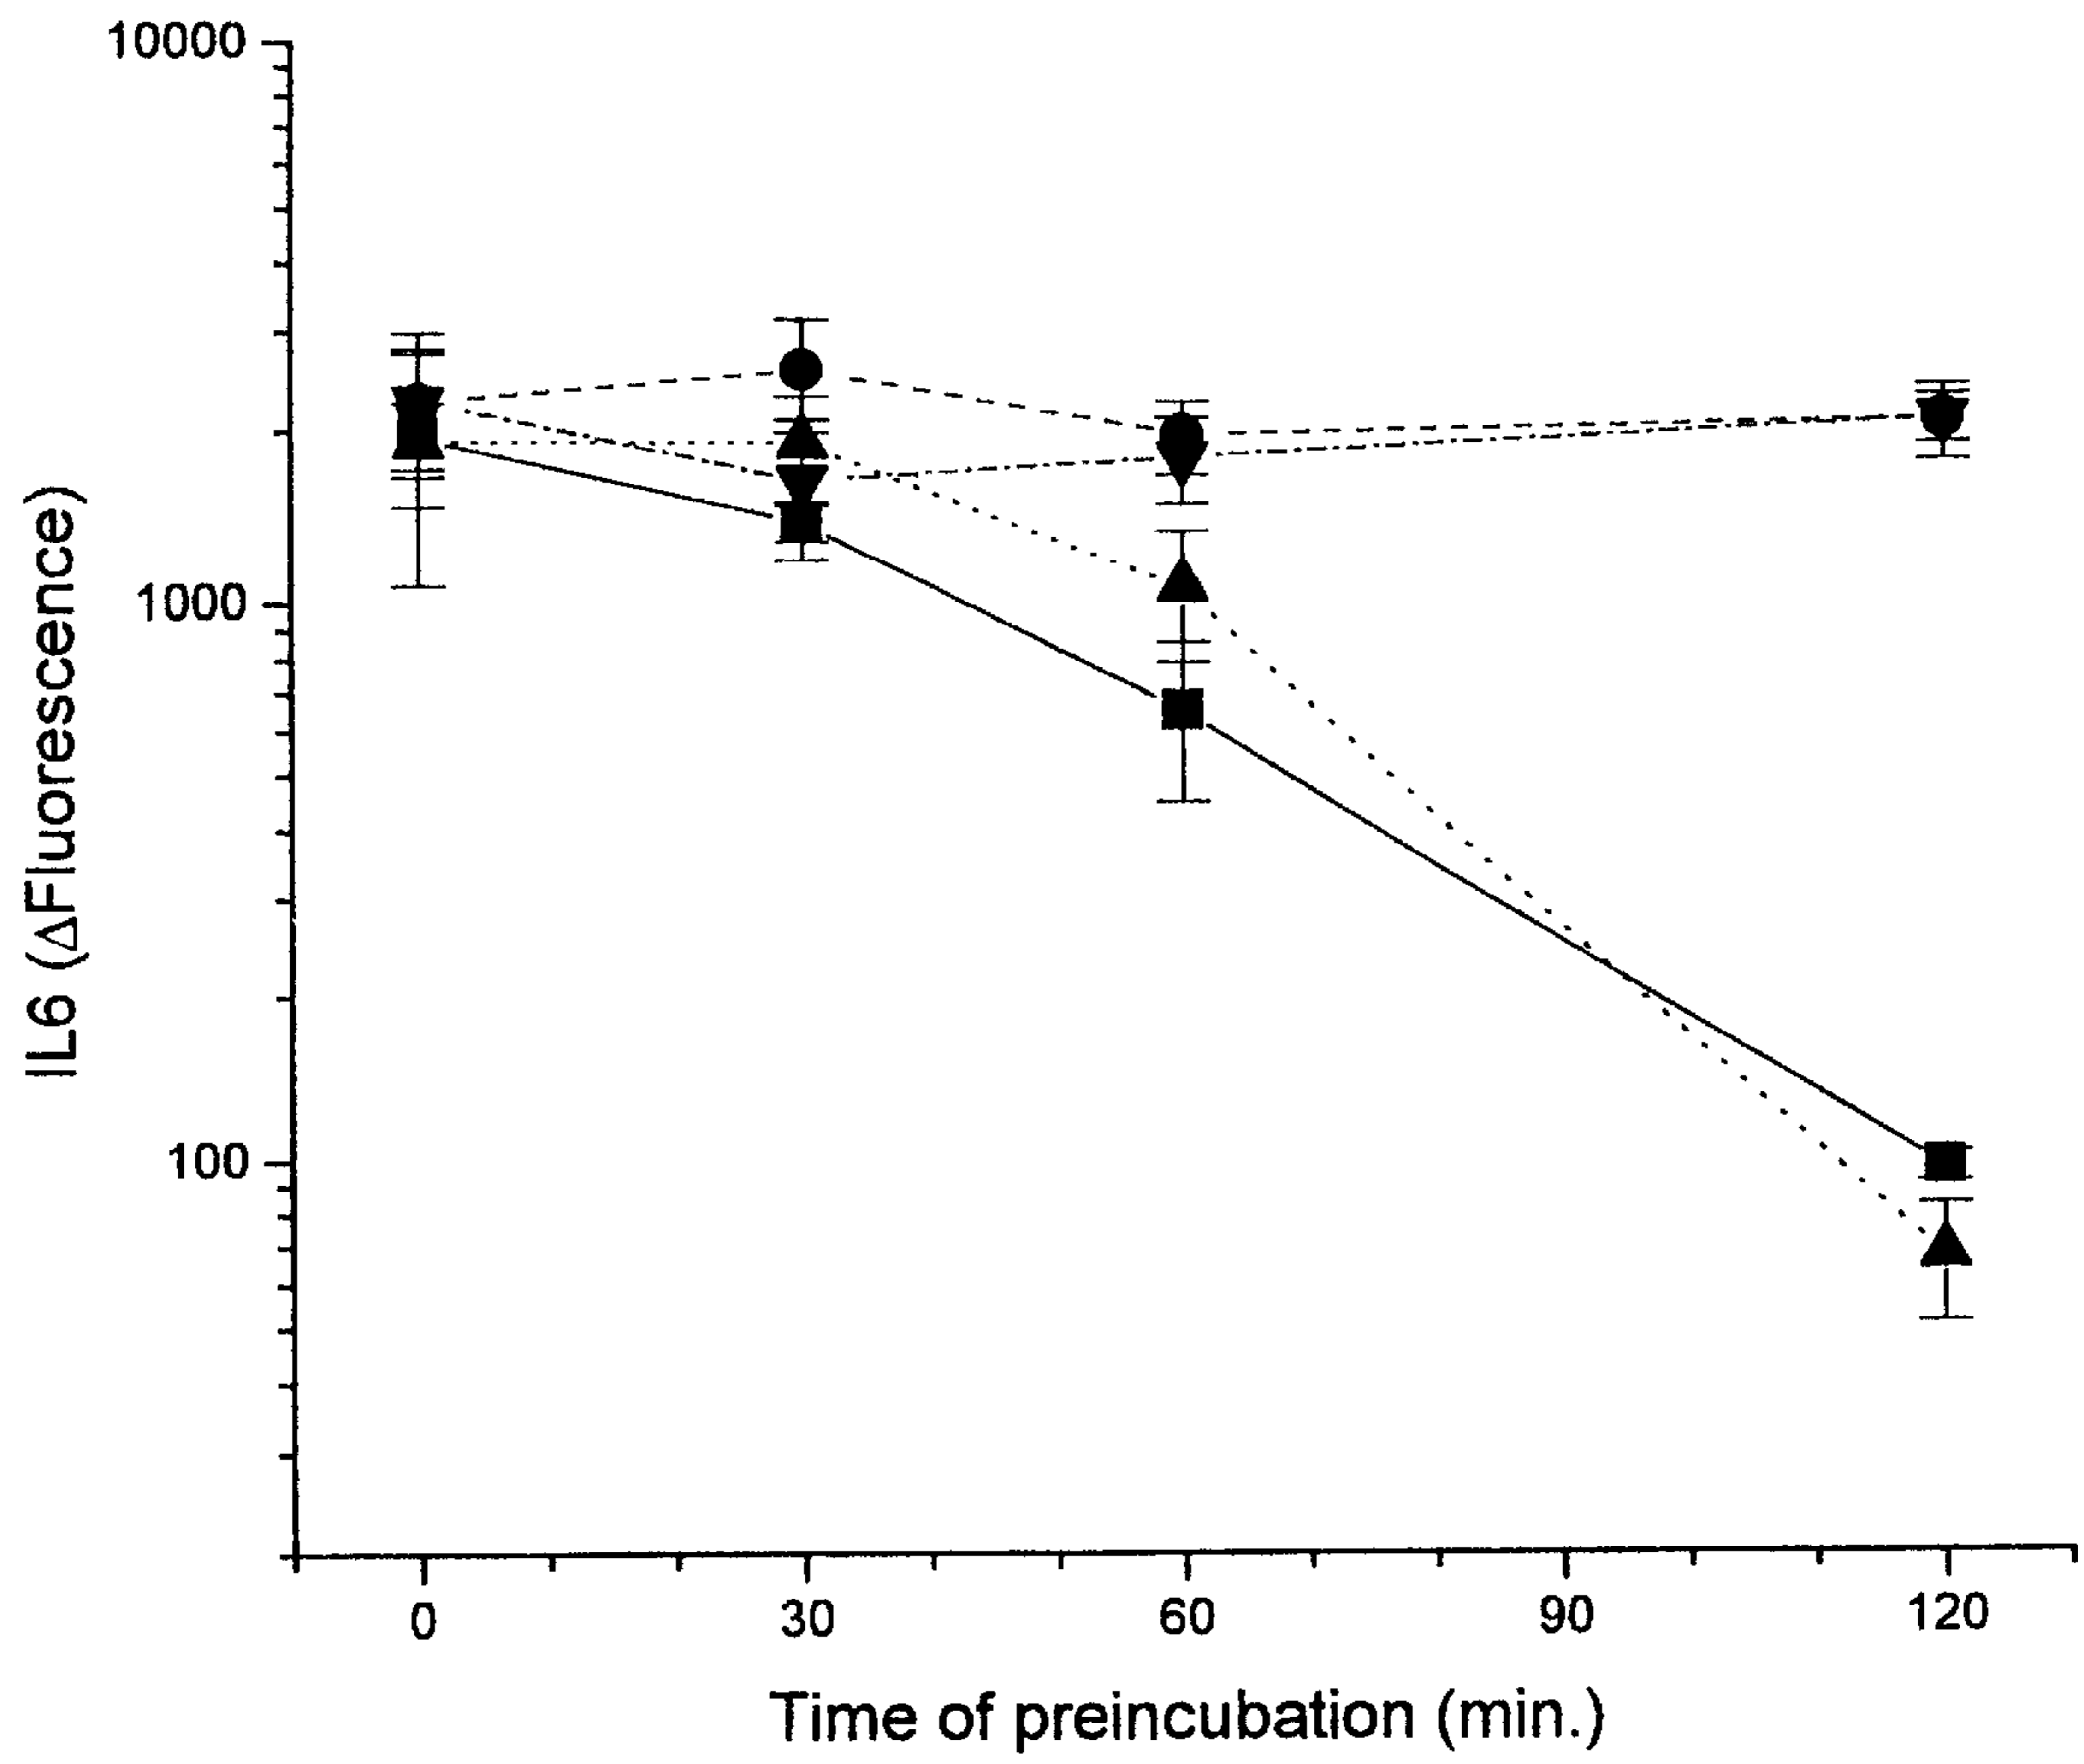 10000
1000
100
IL6 (ΔFluorescence)
0 30 60 90 120
Time of preincubation (min.)